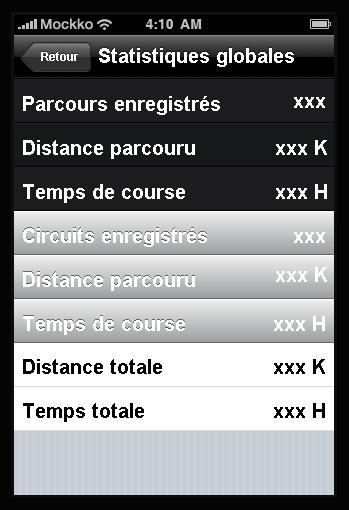 Mockko 4:10 AM
Retour Statistiques globales
Parcours enregistrés xxx
Distance parcouru xxx K
Temps de course xxx H
Circuits enregistrés xxx
Distance parcouru xxx K
Temps de course xxx H
Distance totale xxx K
Temps totale xxx H